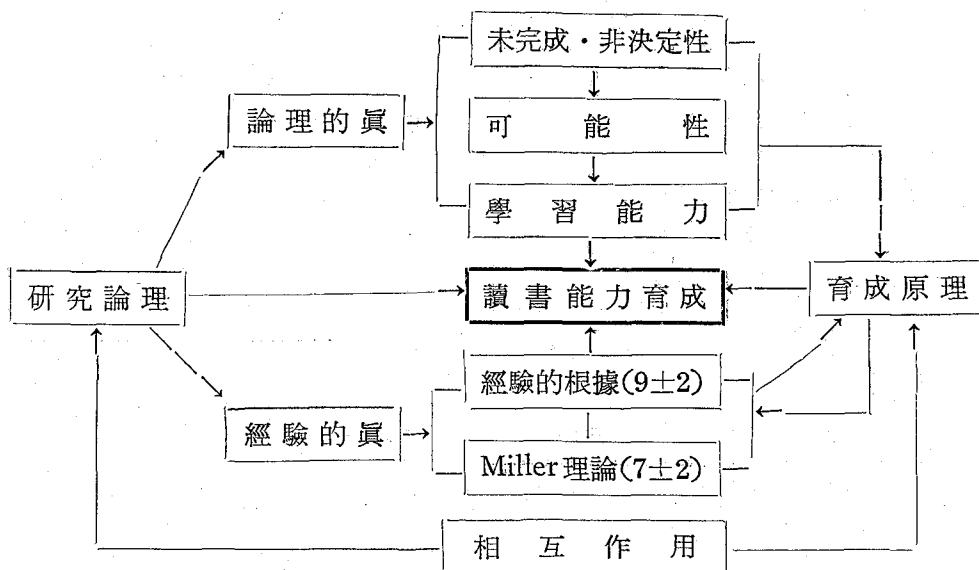 未完成・非決定性
論理的眞
可能性
學習能力
研究論理
讀書能力育成
育成原理
經驗的根據(9±2)
經驗的眞
Miller理論(7±2)
相互作用